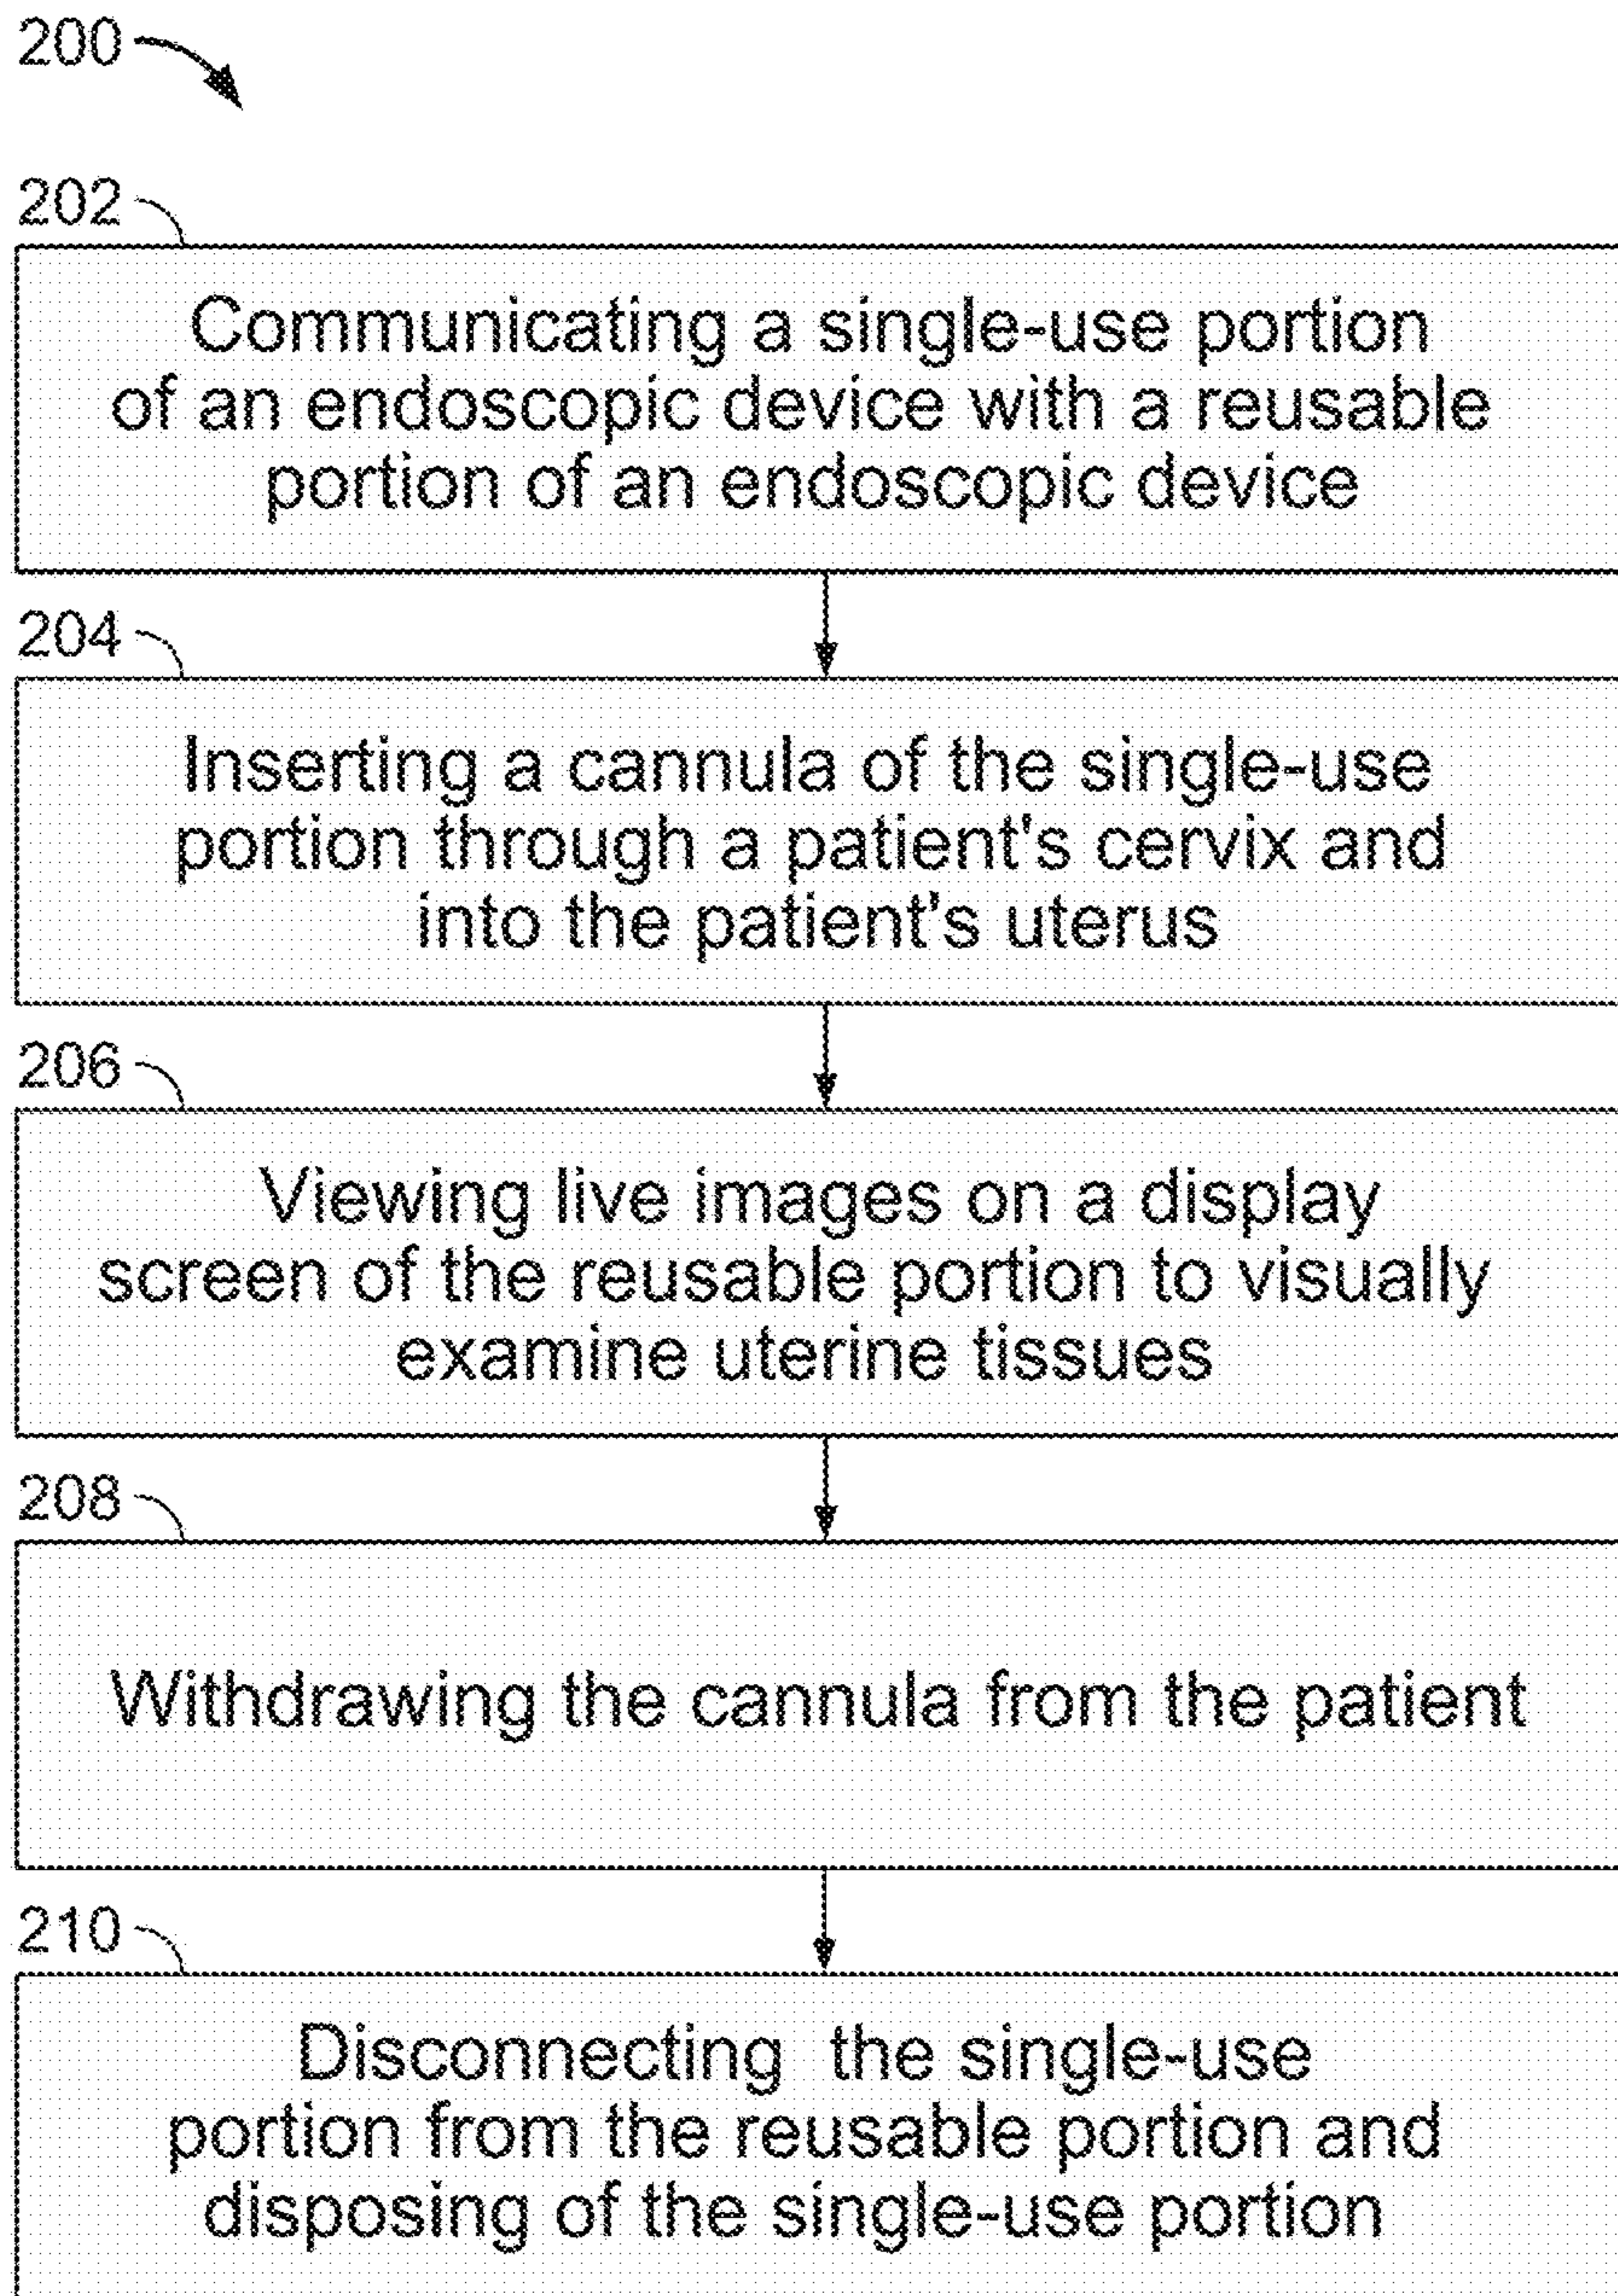 200
202
Communicating a single-use portion
of an endoscopic device with a reusable
portion of an endoscopic device
204
Inserting a cannula of the single-use
portion through a patient's cervix and
into the patient's uterus
206
Viewing live images on a display
screen of the reusable portion to visually
examine uterine tissues
208
Withdrawing the cannula from the patient
210
Disconnecting the single-use
portion from the reusable portion and
disposing of the single-use portion